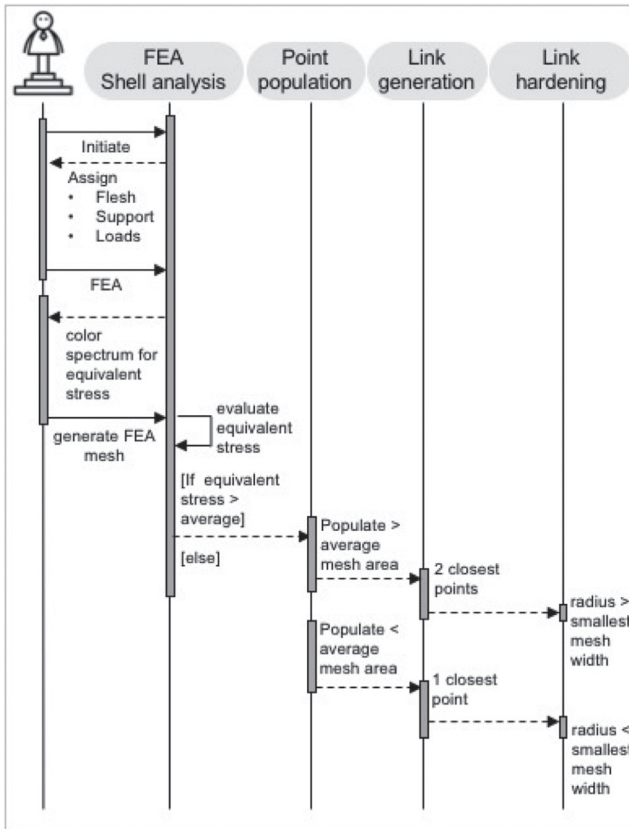 FEA
Shell analysis
Point
population
Link
generation
Link
hardening
Initiate
Assign
• Flesh
• Support
• Loads
FEA
color
spectrum for
equivalent
stress
generate FEA
mesh
evaluate
equivalent
stress
[If equivalent
stress >
average]
[else]
Populate >
average
mesh area
2 closest
points
radius >
smallest
mesh
width
Populate <
average
mesh area
1 closest
point
radius <
smallest
mesh
width